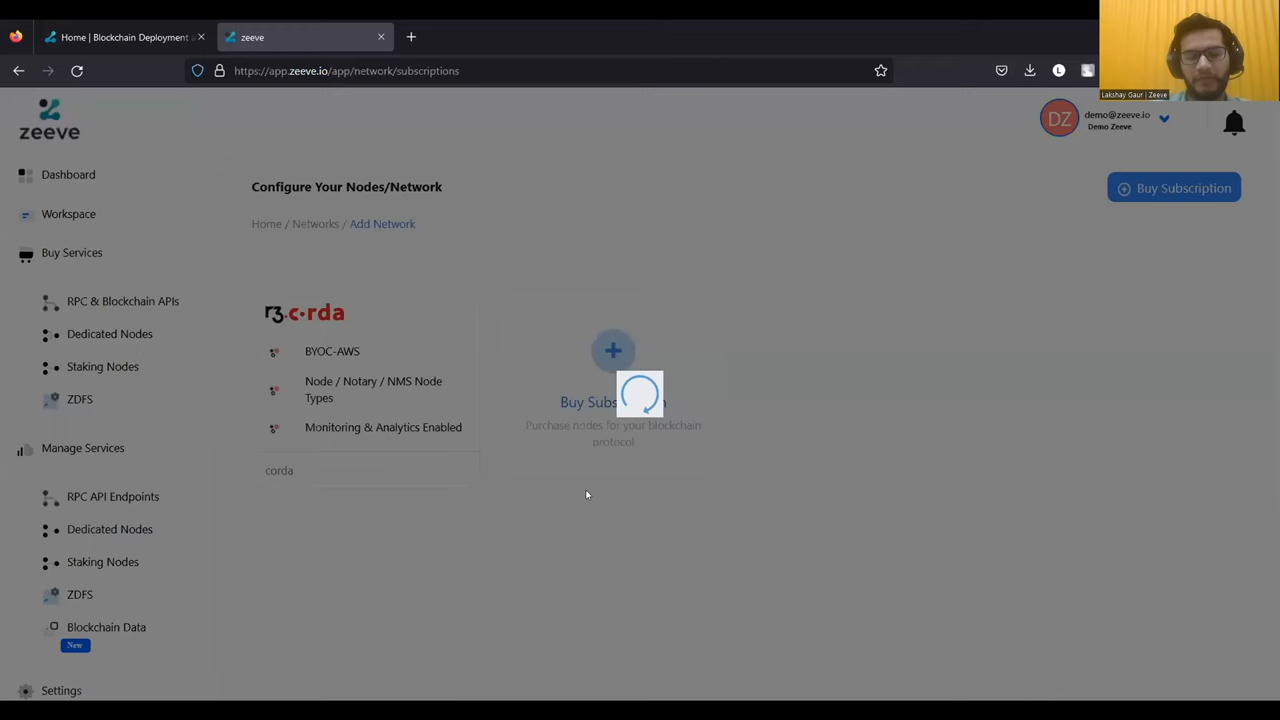 Home | Blockchain Deployment a
zeeve
https://app.zeeve.io/app/network/subscriptions
L
Lakshay Gaur | Zeeve
zeeve
DZ
demo@zeeve.io
Demo Zeeve
Dashboard
Workspace
Buy Services
RPC & Blockchain APIs
Dedicated Nodes
Staking Nodes
ZDFS
Manage Services
RPC API Endpoints
Dedicated Nodes
Staking Nodes
ZDFS
Blockchain Data
New
Settings
Configure Your Nodes/Network
Buy Subscription
Home / Networks / Add Network
r3.corda
BYOC-AWS
Node / Notary / NMS Node
Types
Monitoring & Analytics Enabled
corda
Buy Subs n
Purchase nodes for your blockchain
protocol